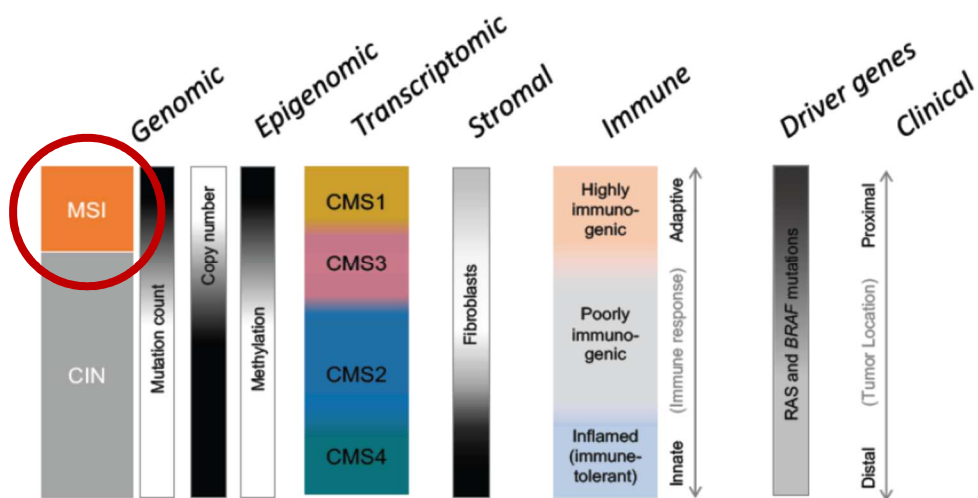 Genomic
Epigenomic
Transcriptomic
Stromal
Immune
Driver genes
Clinical
MSI
CIN
Mutation count
Copy number
Methylation
CMS1
CMS3
CMS2
CMS4
Fibroblasts
Highly
immuno-
genic
Poorly
immuno-
genic
Inflamed
(immune-
tolerant)
Adaptive
(Immune response)
Innate
RAS and BRAF mutations
Proximal
(Tumor Location)
Distal